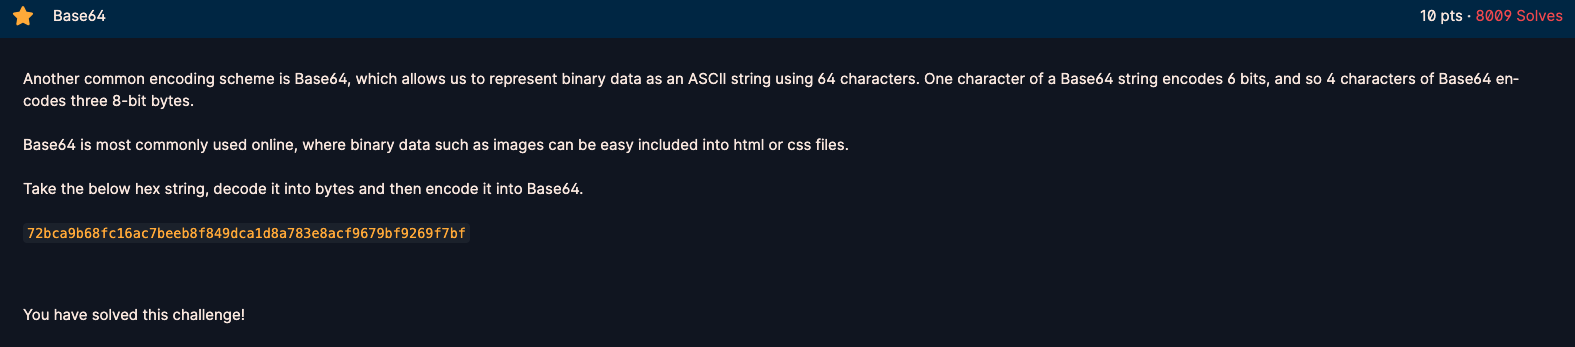 Base64
10 pts · 8009 Solves
Another common encoding scheme is Base64, which allows us to represent binary data as an ASCII string using 64 characters. One character of a Base64 string encodes 6 bits, and so 4 characters of Base64 en-
codes three 8-bit bytes.
Base64 is most commonly used online, where binary data such as images can be easy included into html or css files.
Take the below hex string, decode it into bytes and then encode it into Base64.
72bca9b68fc16ac7beeb8f849dca1d8a783e8acf9679bf9269f7bf
You have solved this challenge!